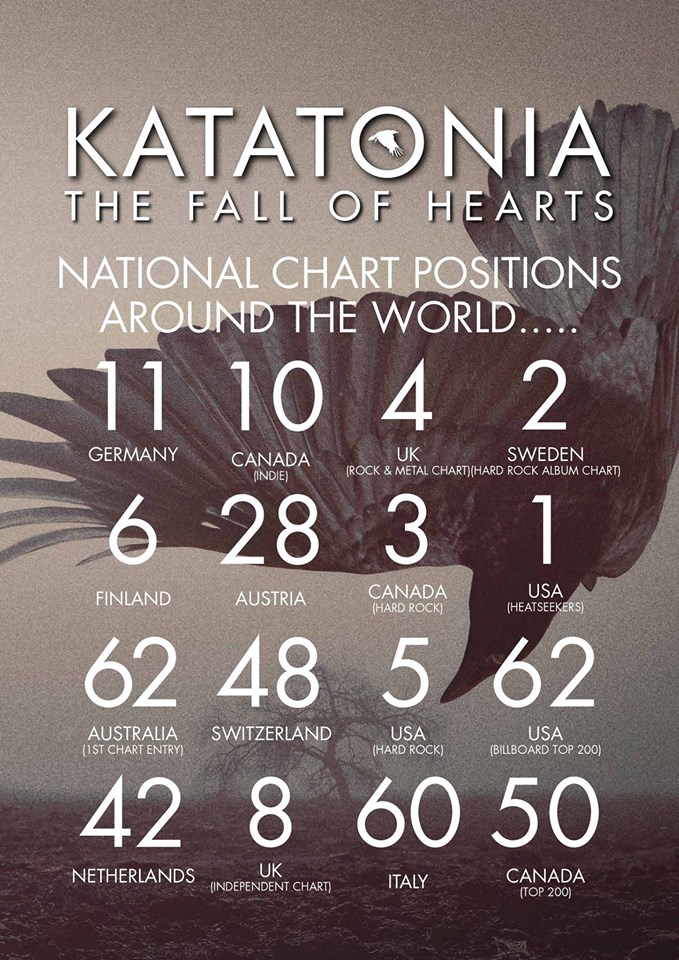 KATATONIA
THE FALL OF HEARTS
NATIONAL CHART POSITIONS
AROUND THE WORLD.....
11 10 4 2
GERMANY CANADA UK SWEDEN
(INDIE) (ROCK & METAL CHART) (HARD ROCK ALBUM CHART)
6 28 3 1
FINLAND AUSTRIA CANADA USA
(HARD ROCK) (HEATSEEKERS)
62 48 5 62
AUSTRALIA SWITZERLAND USA USA
(1ST CHART ENTRY) (HARD ROCK) (BILLBOARD TOP 200)
42 8 60 50
NETHERLANDS UK ITALY CANADA
(INDEPENDENT CHART) (TOP 200)